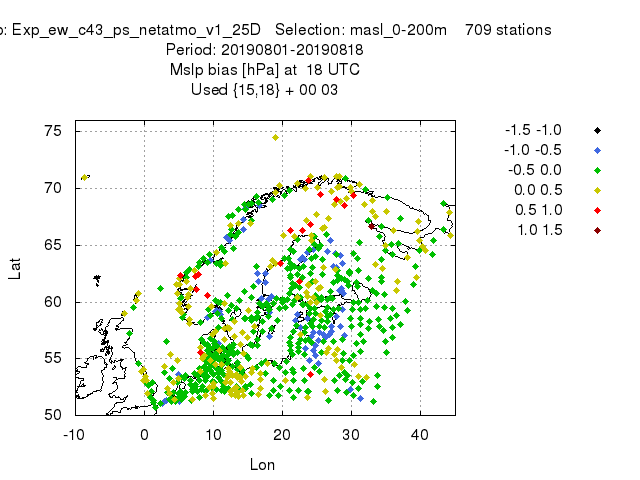 : Exp_ew_c43_ps_netatmo_v1_25D Selection: masl_0-200m 709 stations
Period: 20190801-20190818
Mslp bias [hPa] at 18 UTC
Used {15,18} + 00 03
-1.5 -1.0
-1.0 -0.5
-0.5 0.0
0.0 0.5
0.5 1.0
1.0 1.5
75
70
65
60
55
50
Lat
-10 0 10 20 30 40
Lon